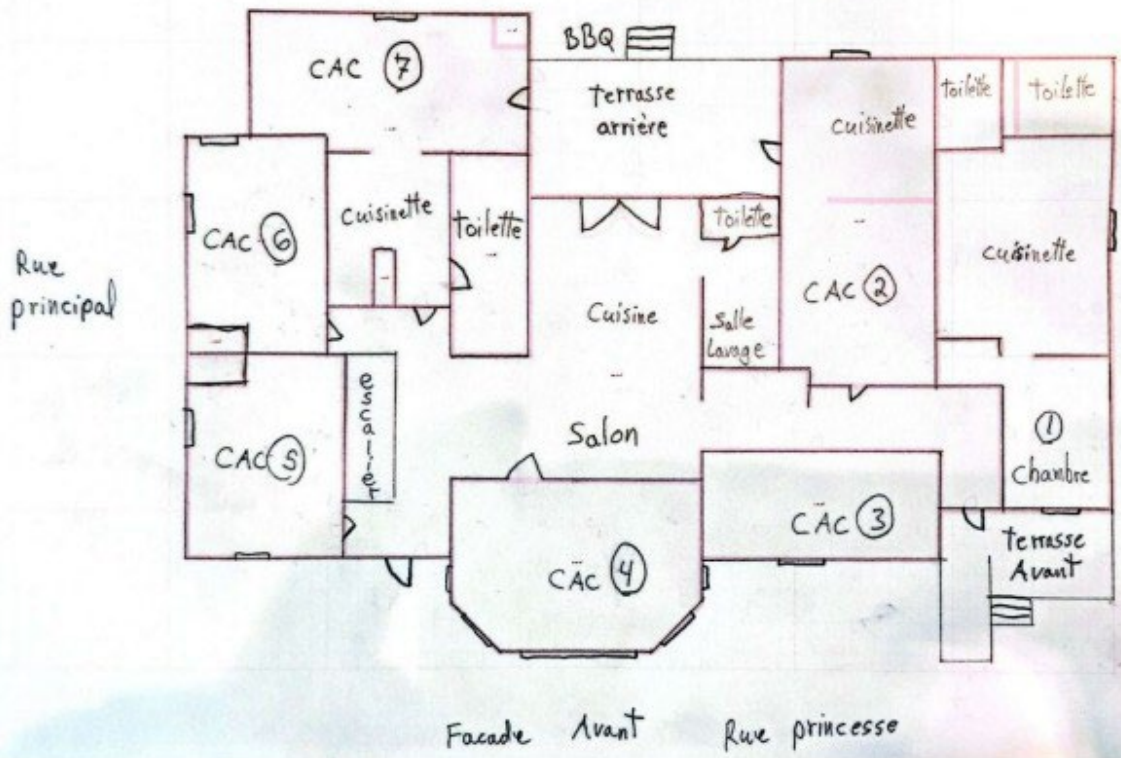 BBQ
CAC 7
terrasse
arrière
cuisinette
toilette
toilette
CAC 6
cuisinette
toilette
toilette
cuisinette
Rue
principal
CAC 2
Cuisine
Salle
Lavage
escalier
CAC 5
Salon
1
Chambre
CAC 4
CAC 3
terrasse
Avant
Facade Avant Rue princesse